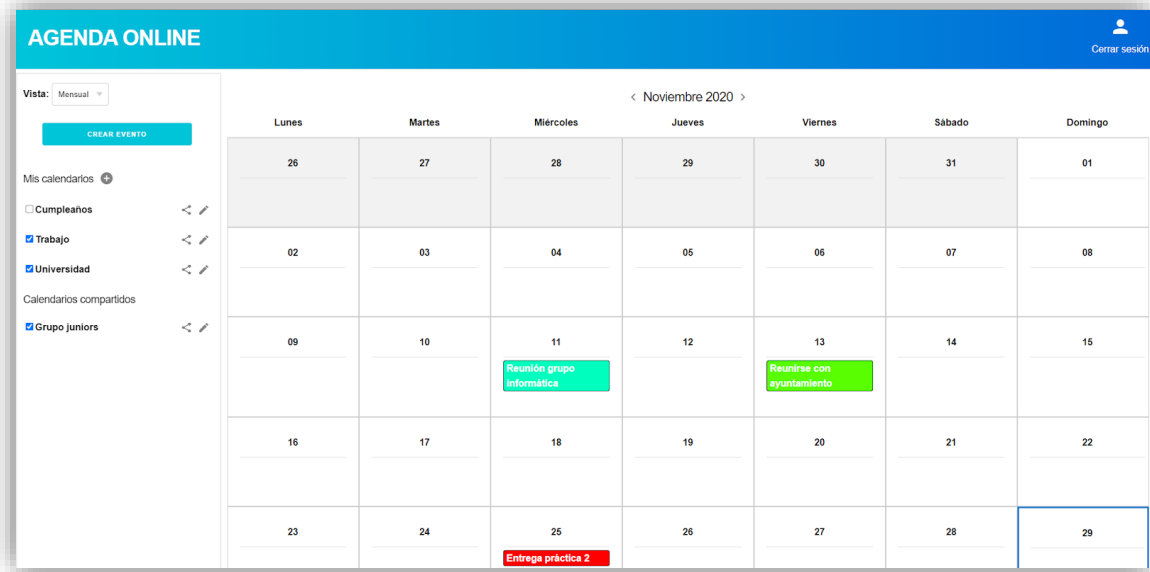 AGENDA ONLINE
Cerrar sesión
Vista: Mensual
CREAR EVENTO
Mis calendarios
Cumpleaños
Trabajo
Universidad
Calendarios compartidos
Grupo juniors
< Noviembre 2020 >
Lunes Martes Miércoles Jueves Viernes Sábado Domingo
26 27 28 29 30 31 01
02 03 04 05 06 07 08
09 10 11 12 13 14 15
Reunión grupo
informática
Reunirse con
ayuntamiento
16 17 18 19 20 21 22
23 24 25 26 27 28 29
Entrega práctica 2